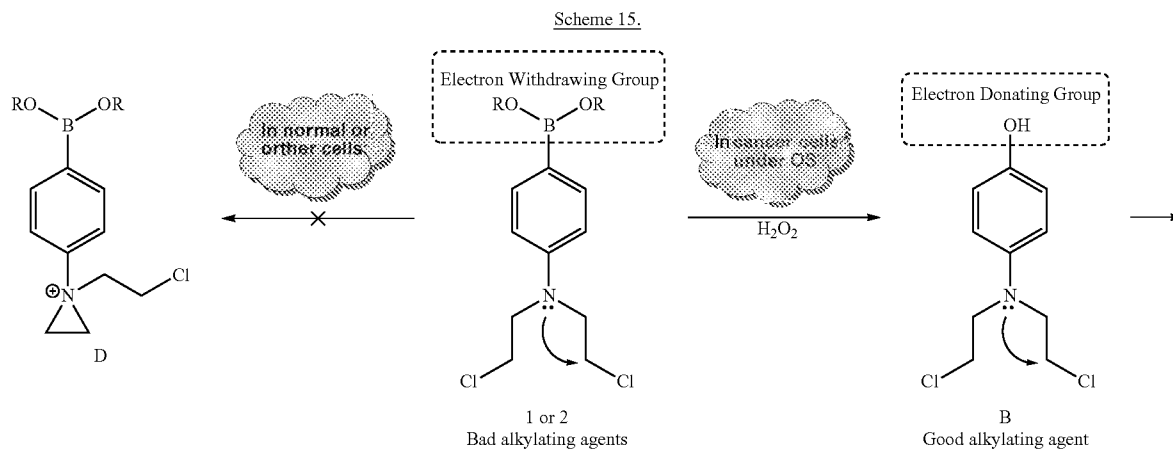 Scheme 15.
Electron Withdrawing Group
RO
OR
B
In normal or
orther cells
Electron Donating Group
OH
RO
OR
B
In cancer cells
under OS
H2O2
N
Cl
D
N
Cl
Cl
1 or 2
Bad alkylating agents
N
Cl
Cl
B
Good alkylating agent